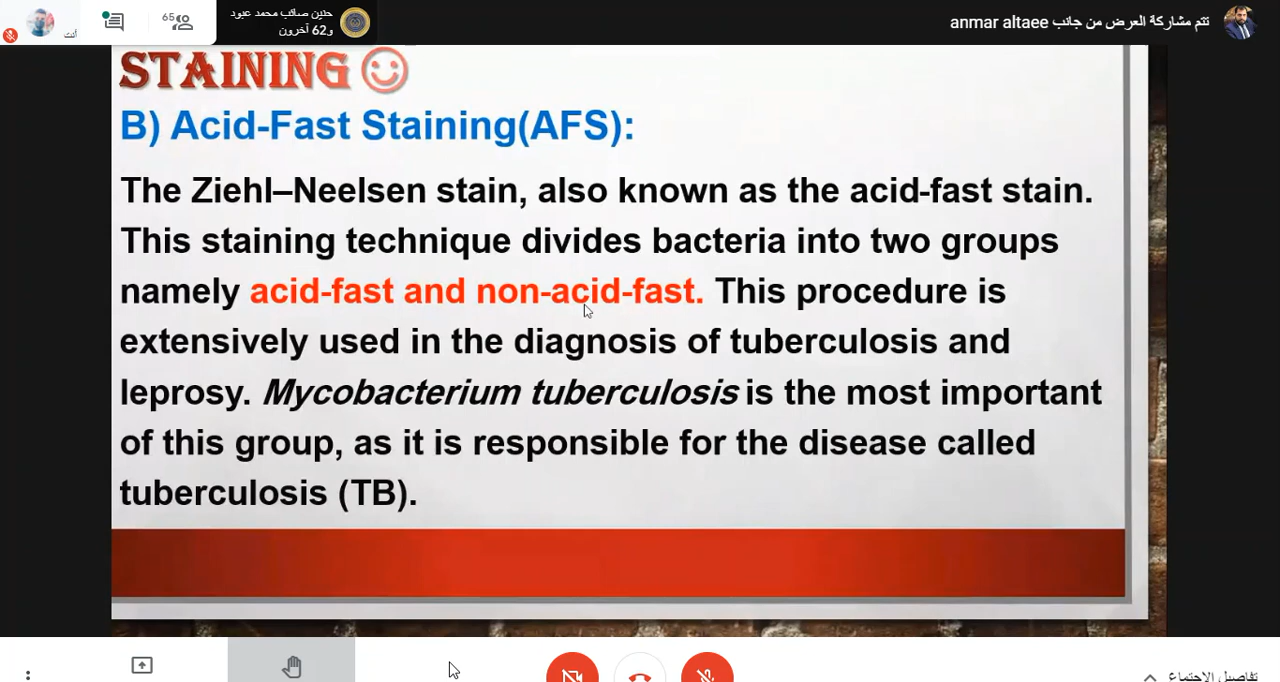 65
أنت
حنين صائب محمد عبود
و62 آخرون
تتم مشاركة العرض من جانب anmar altaee
STAINING
B) Acid-Fast Staining(AFS):
The Ziehl–Neelsen stain, also known as the acid-fast stain.
This staining technique divides bacteria into two groups
namely acid-fast and non-acid-fast. This procedure is
extensively used in the diagnosis of tuberculosis and
leprosy. Mycobacterium tuberculosis is the most important
of this group, as it is responsible for the disease called
tuberculosis (TB).
تفاصيل الاجتماع